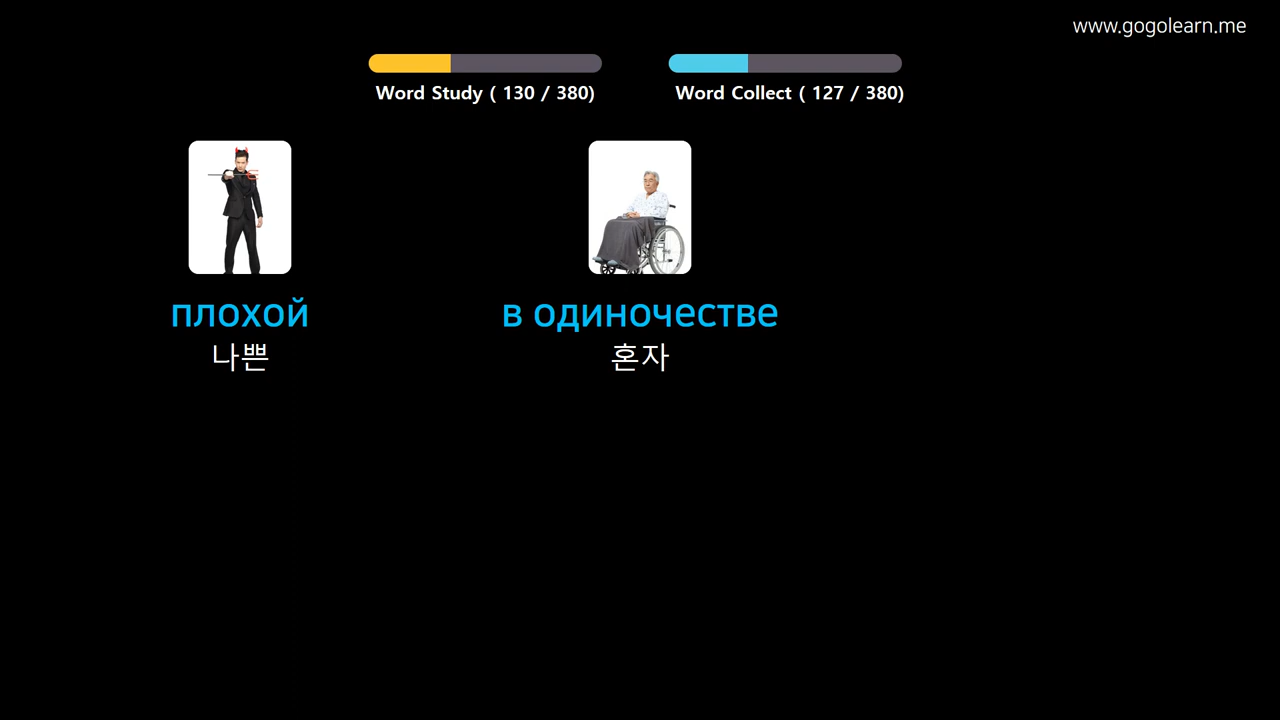 www.gogolearn.me
Word Study ( 130 / 380)
Word Collect ( 127 / 380)
плохой
나쁜
в одиночестве
혼자